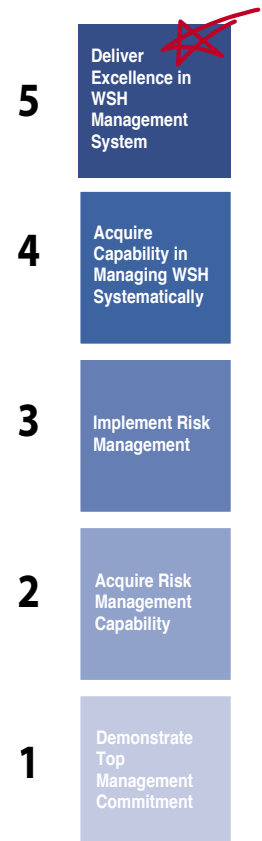 5
Deliver
Excellence in
WSH
Management
System
4
Acquire
Capability in
Managing WSH
Systematically
3
Implement Risk
Management
2
Acquire Risk
Management
Capability
1
Demonstrate
Top
Management
Commitment